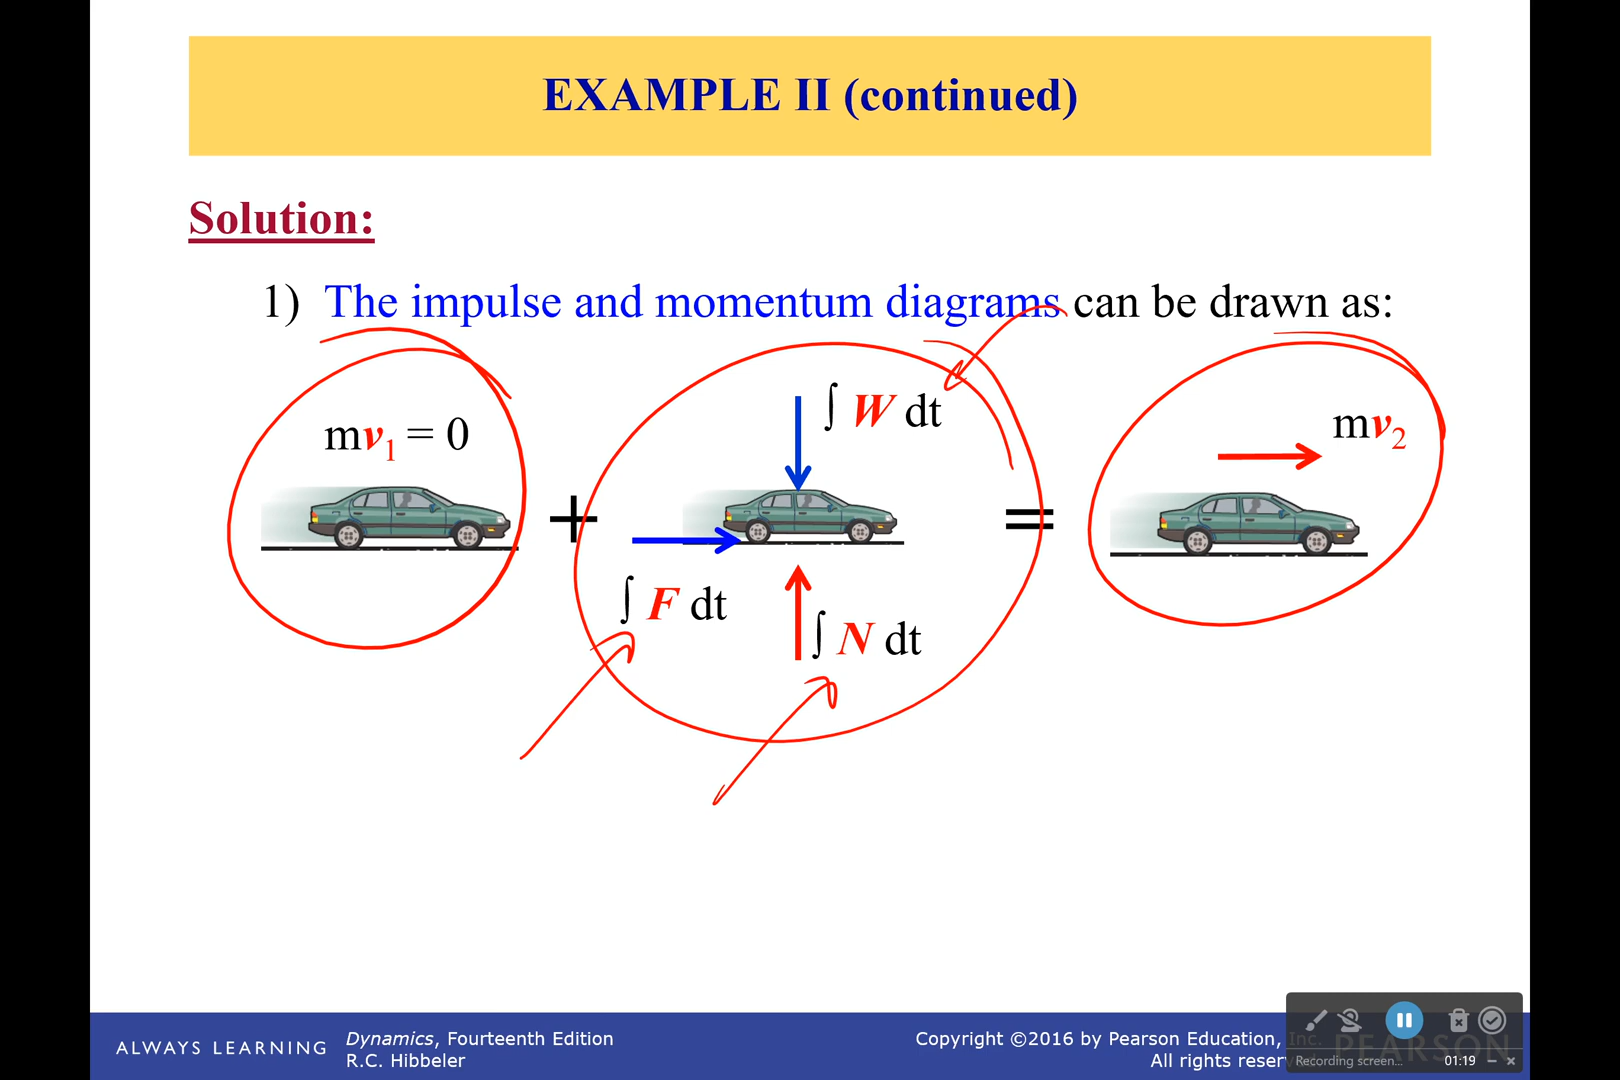 EXAMPLE II (continued)
Solution:
1) The impulse and momentum diagrams can be drawn as:
mv₁ = 0
+
∫ W dt
∫ F dt
∫ N dt
=
mv₂
ALWAYS LEARNING
Dynamics, Fourteenth Edition
R.C. Hibbeler
Copyright ©2016 by Pearson Education, Inc.
All rights reser
PEARSON
Recording screen...
01:19